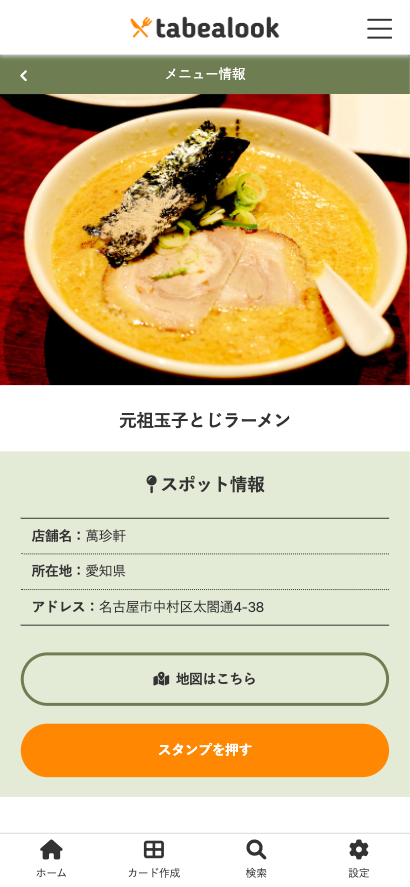 tabealook
メニュー情報
元祖玉子とじラーメン
スポット情報
店舗名：萬珍軒
所在地：愛知県
アドレス：名古屋市中村区太閤通4-38
地図はこちら
スタンプを押す
ホーム
カード作成
検索
設定